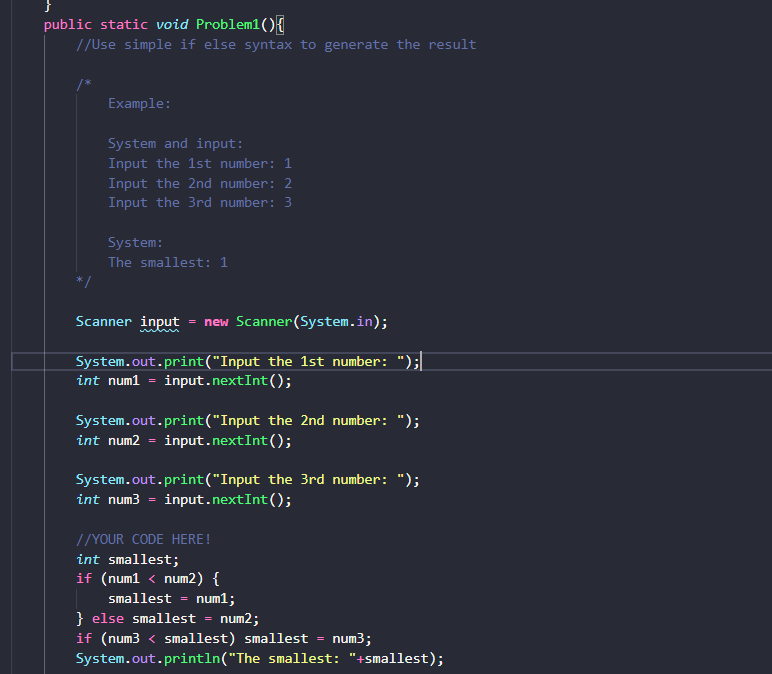 }
public static void Problem1(){
//Use simple if else syntax to generate the result
/*
Example:
System and input:
Input the 1st number: 1
Input the 2nd number: 2
Input the 3rd number: 3
System:
The smallest: 1
*/
Scanner input = new Scanner(System.in);
System.out.print("Input the 1st number: ");
int num1 = input.nextInt();
System.out.print("Input the 2nd number: ");
int num2 = input.nextInt();
System.out.print("Input the 3rd number: ");
int num3 = input.nextInt();
//YOUR CODE HERE!
int smallest;
if (num1 < num2) {
smallest = num1;
} else smallest = num2;
if (num3 < smallest) smallest = num3;
System.out.println("The smallest: "+smallest);